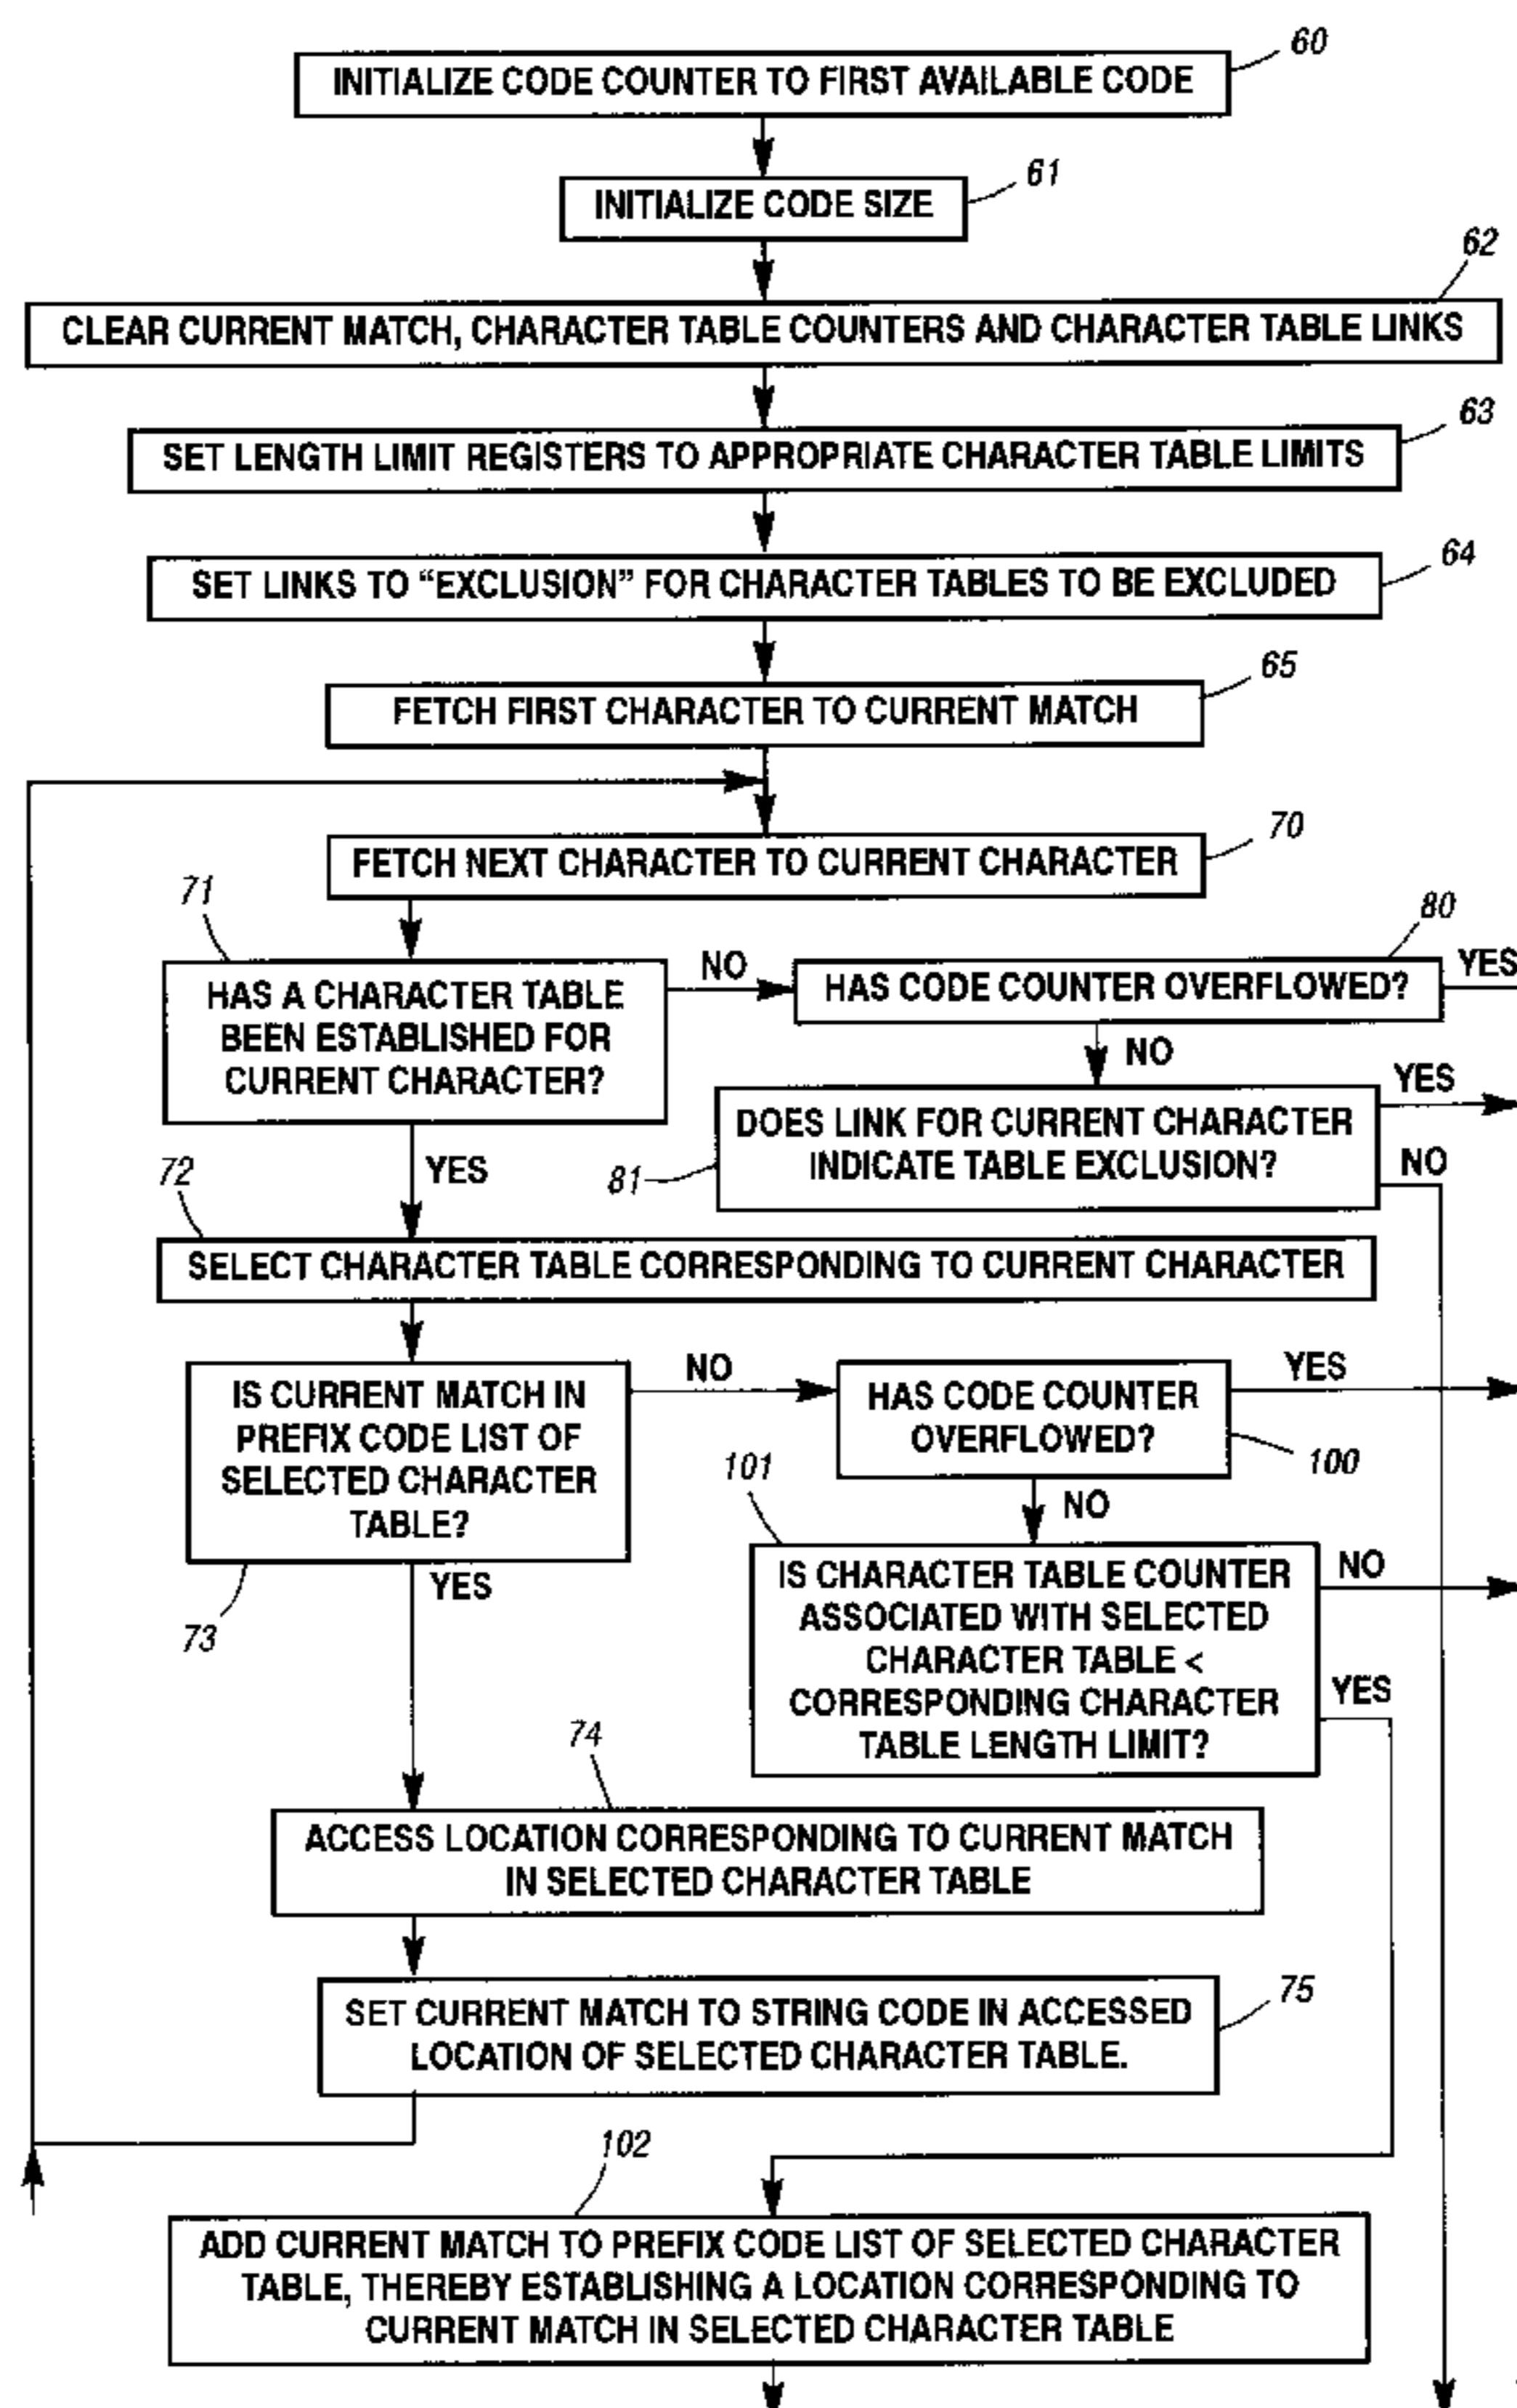 60
INITIALIZE CODE COUNTER TO FIRST AVAILABLE CODE
61
INITIALIZE CODE SIZE
62
CLEAR CURRENT MATCH, CHARACTER TABLE COUNTERS AND CHARACTER TABLE LINKS
63
SET LENGTH LIMIT REGISTERS TO APPROPRIATE CHARACTER TABLE LIMITS
64
SET LINKS TO “EXCLUSION” FOR CHARACTER TABLES TO BE EXCLUDED
65
FETCH FIRST CHARACTER TO CURRENT MATCH
70
FETCH NEXT CHARACTER TO CURRENT CHARACTER
71
HAS A CHARACTER TABLE
BEEN ESTABLISHED FOR
CURRENT CHARACTER?
NO
80
HAS CODE COUNTER OVERFLOWED?
YES
NO
DOES LINK FOR CURRENT CHARACTER
INDICATE TABLE EXCLUSION?
81
YES
NO
YES
72
SELECT CHARACTER TABLE CORRESPONDING TO CURRENT CHARACTER
IS CURRENT MATCH IN
PREFIX CODE LIST OF
SELECTED CHARACTER
TABLE?
73
NO
HAS CODE COUNTER
OVERFLOWED?
YES
100
NO
101
IS CHARACTER TABLE COUNTER
ASSOCIATED WITH SELECTED
CHARACTER TABLE <
CORRESPONDING CHARACTER
TABLE LENGTH LIMIT?
NO
YES
YES
74
ACCESS LOCATION CORRESPONDING TO CURRENT MATCH
IN SELECTED CHARACTER TABLE
75
SET CURRENT MATCH TO STRING CODE IN ACCESSED
LOCATION OF SELECTED CHARACTER TABLE.
102
ADD CURRENT MATCH TO PREFIX CODE LIST OF SELECTED CHARACTER
TABLE, THEREBY ESTABLISHING A LOCATION CORRESPONDING TO
CURRENT MATCH IN SELECTED CHARACTER TABLE